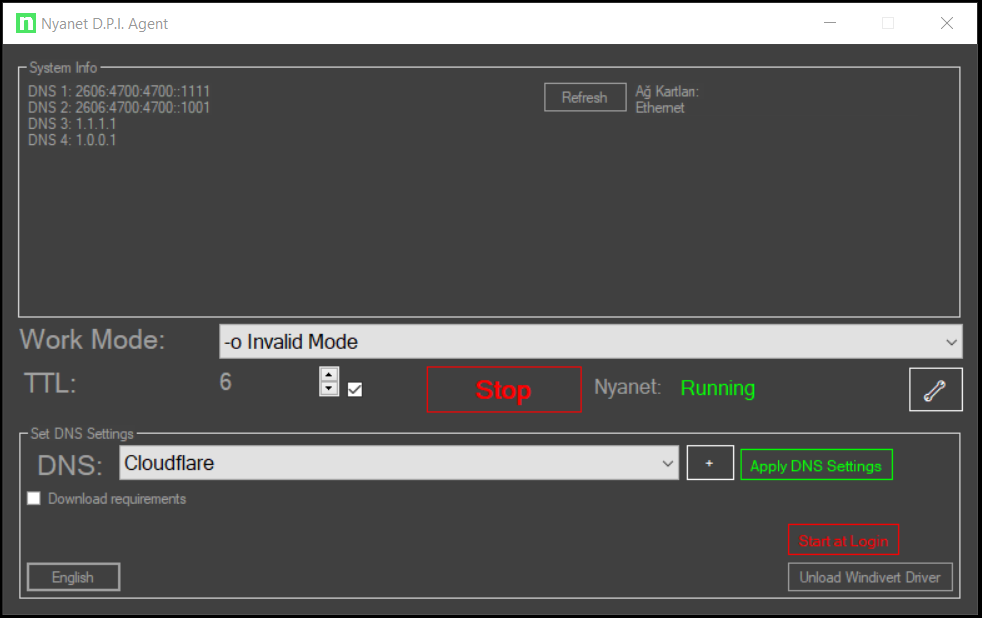 Nyanet D.P.I. Agent
System Info
DNS 1: 2606:4700:4700::1111
DNS 2: 2606:4700:4700::1001
DNS 3: 1.1.1.1
DNS 4: 1.0.0.1
Refresh
Ağ Kartları:
Ethernet
Work Mode:
-o Invalid Mode
TTL:
6
Stop
Nyanet: Running
Set DNS Settings
DNS:
Cloudflare
+
Apply DNS Settings
Download requirements
Start at Login
English
Unload Windivert Driver